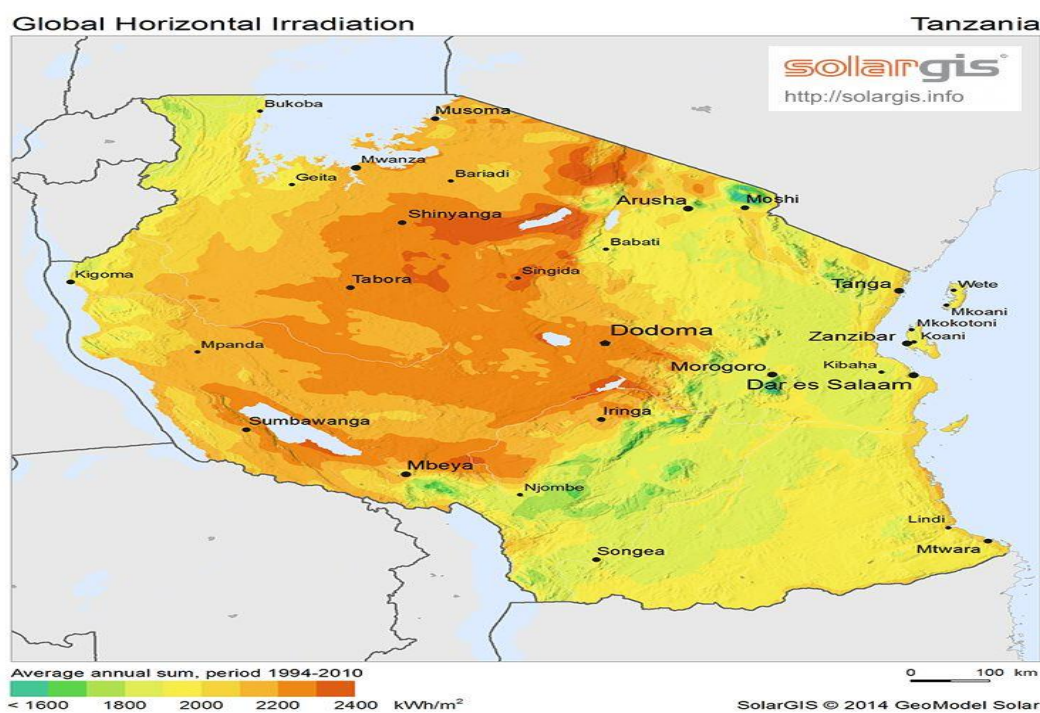 Global Horizontal Irradiation Tanzania
solargis
http://solargis.info
Bukoba
Musoma
Mwanza
Geita
Bariadi
Arusha
Moshi
Shinyanga
Babati
Kigoma
Tabora
Singida
Tanga
Wete
Mkoani
Mkokotoni
Dodoma
Zanzibar
Koani
Mpanda
Morogoro
Kibaha
Dar es Salaam
Sumbawanga
Iringa
Mbeya
Njombe
Lindi
Songea
Mtwara
Average annual sum, period 1994-2010
0 100 km
< 1600 1800 2000 2200 2400 kWh/m²
SolarGIS © 2014 GeoModel Solar